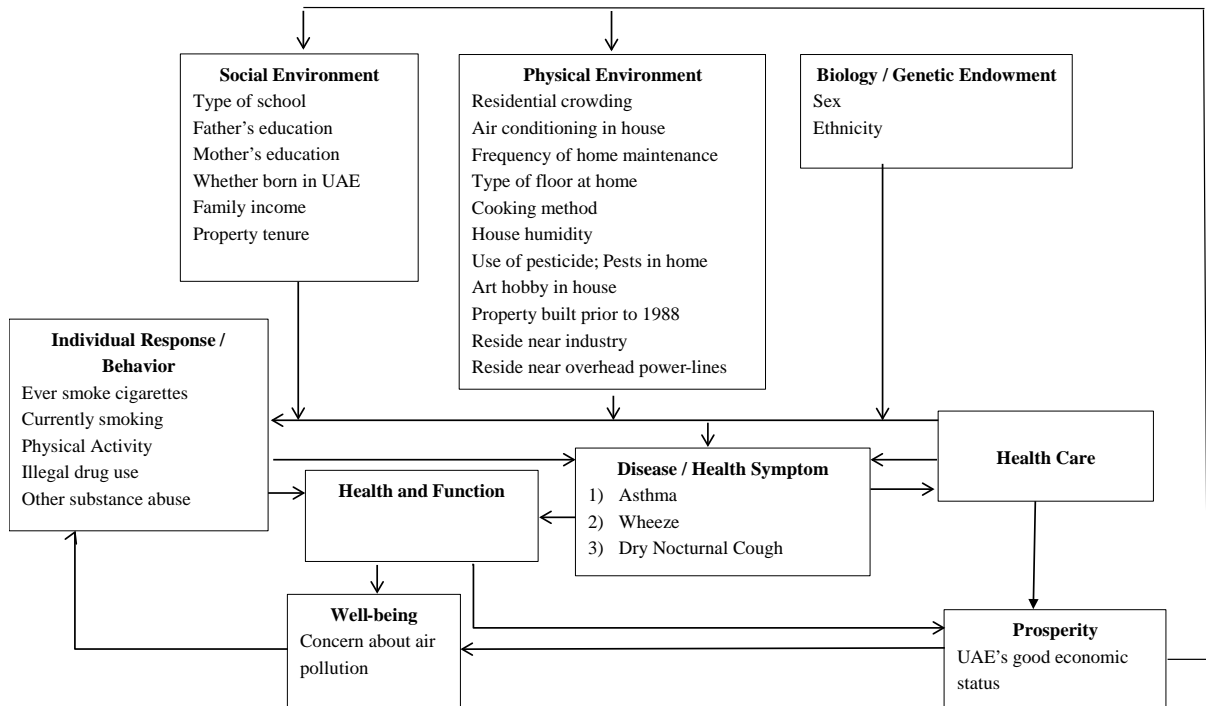 Social Environment
Type of school
Father’s education
Mother’s education
Whether born in UAE
Family income
Property tenure
Physical Environment
Residential crowding
Air conditioning in house
Frequency of home maintenance
Type of floor at home
Cooking method
House humidity
Use of pesticide; Pests in home
Art hobby in house
Property built prior to 1988
Reside near industry
Reside near overhead power-lines
Biology / Genetic Endowment
Sex
Ethnicity
Individual Response /
Behavior
Ever smoke cigarettes
Currently smoking
Physical Activity
Illegal drug use
Other substance abuse
Health and Function
Disease / Health Symptom
1) Asthma
2) Wheeze
3) Dry Nocturnal Cough
Health Care
Well-being
Concern about air
pollution
Prosperity
UAE’s good economic
status